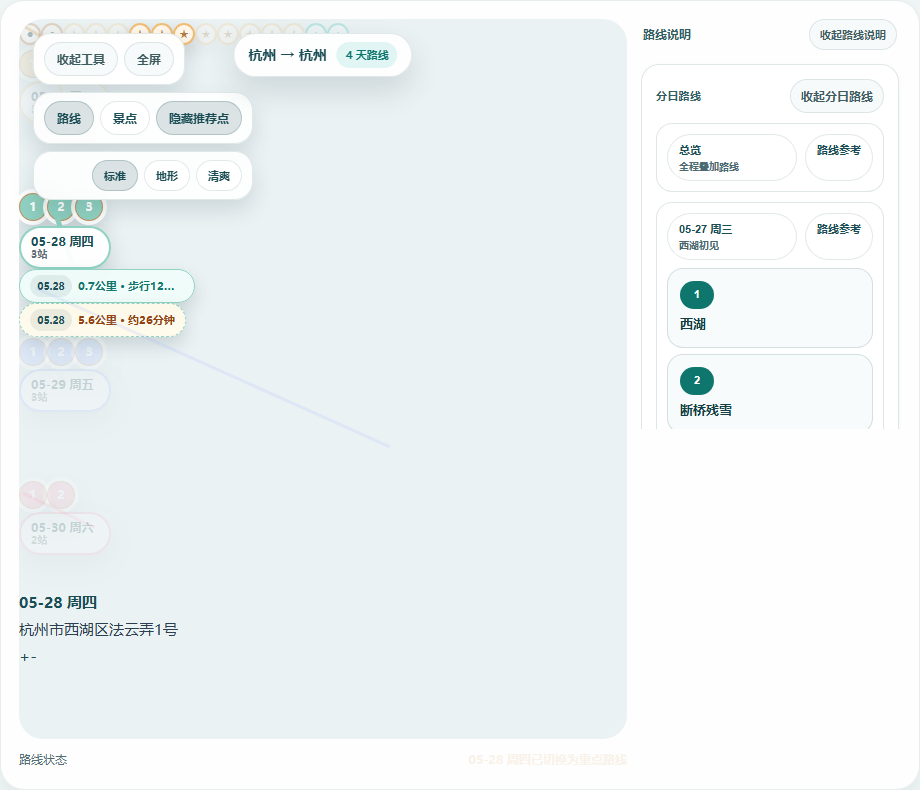 收起工具 全屏
杭州 → 杭州 4 天路线
路线 景点 隐藏推荐点
标准 地形 清爽
1 2 3
05-28 周四
3站
05.28 0.7公里 • 步行12...
05.28 5.6公里 • 约26分钟
1 2 3
05-29 周五
3站
1 2
05-30 周六
2站
05-28 周四
杭州市西湖区法云弄1号
+-
路线状态
05-28 周四已切换为重点路线
路线说明
收起路线说明
分日路线
收起分日路线
总览
全程叠加路线
路线参考
05-27 周三
西湖初见
路线参考
1
西湖
2
断桥残雪